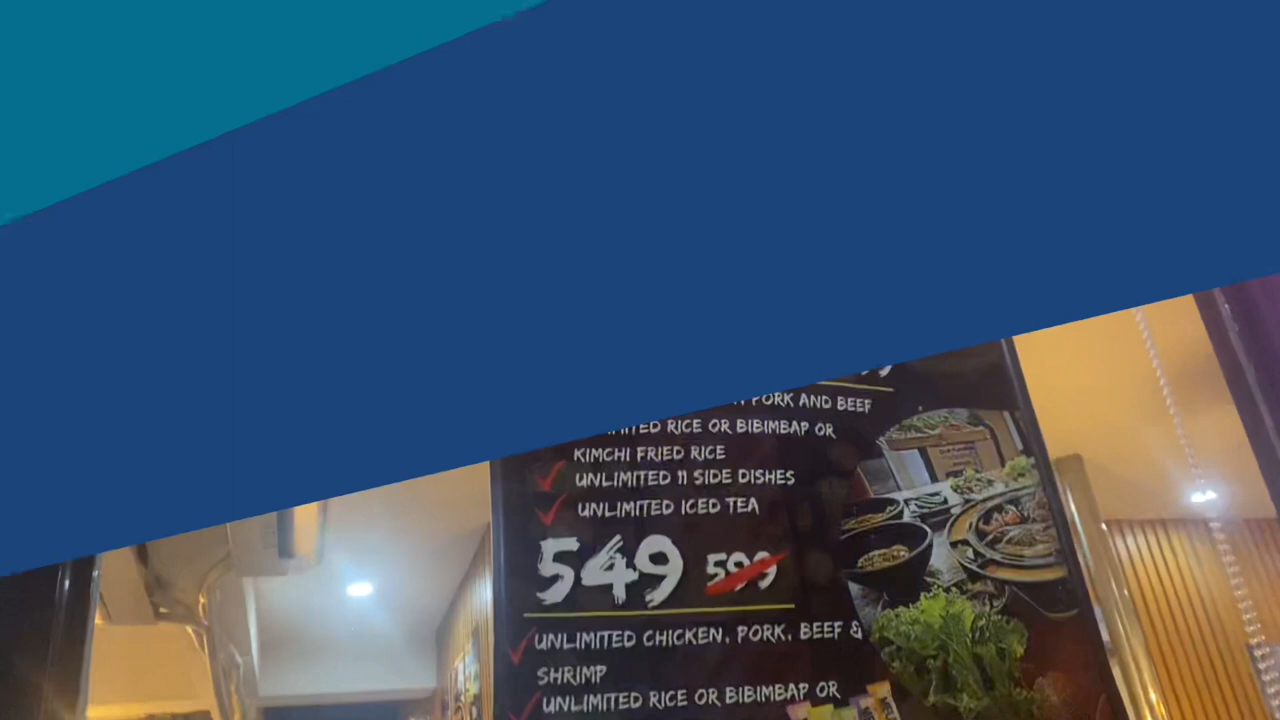 PORK AND BEEF
RICE OR BIBIMBAP OR
KIMCHI FRIED RICE
UNLIMITED 11 SIDE DISHES
UNLIMITED ICED TEA
549 599
UNLIMITED CHICKEN, PORK, BEEF &
SHRIMP
UNLIMITED RICE OR BIBIMBAP OR